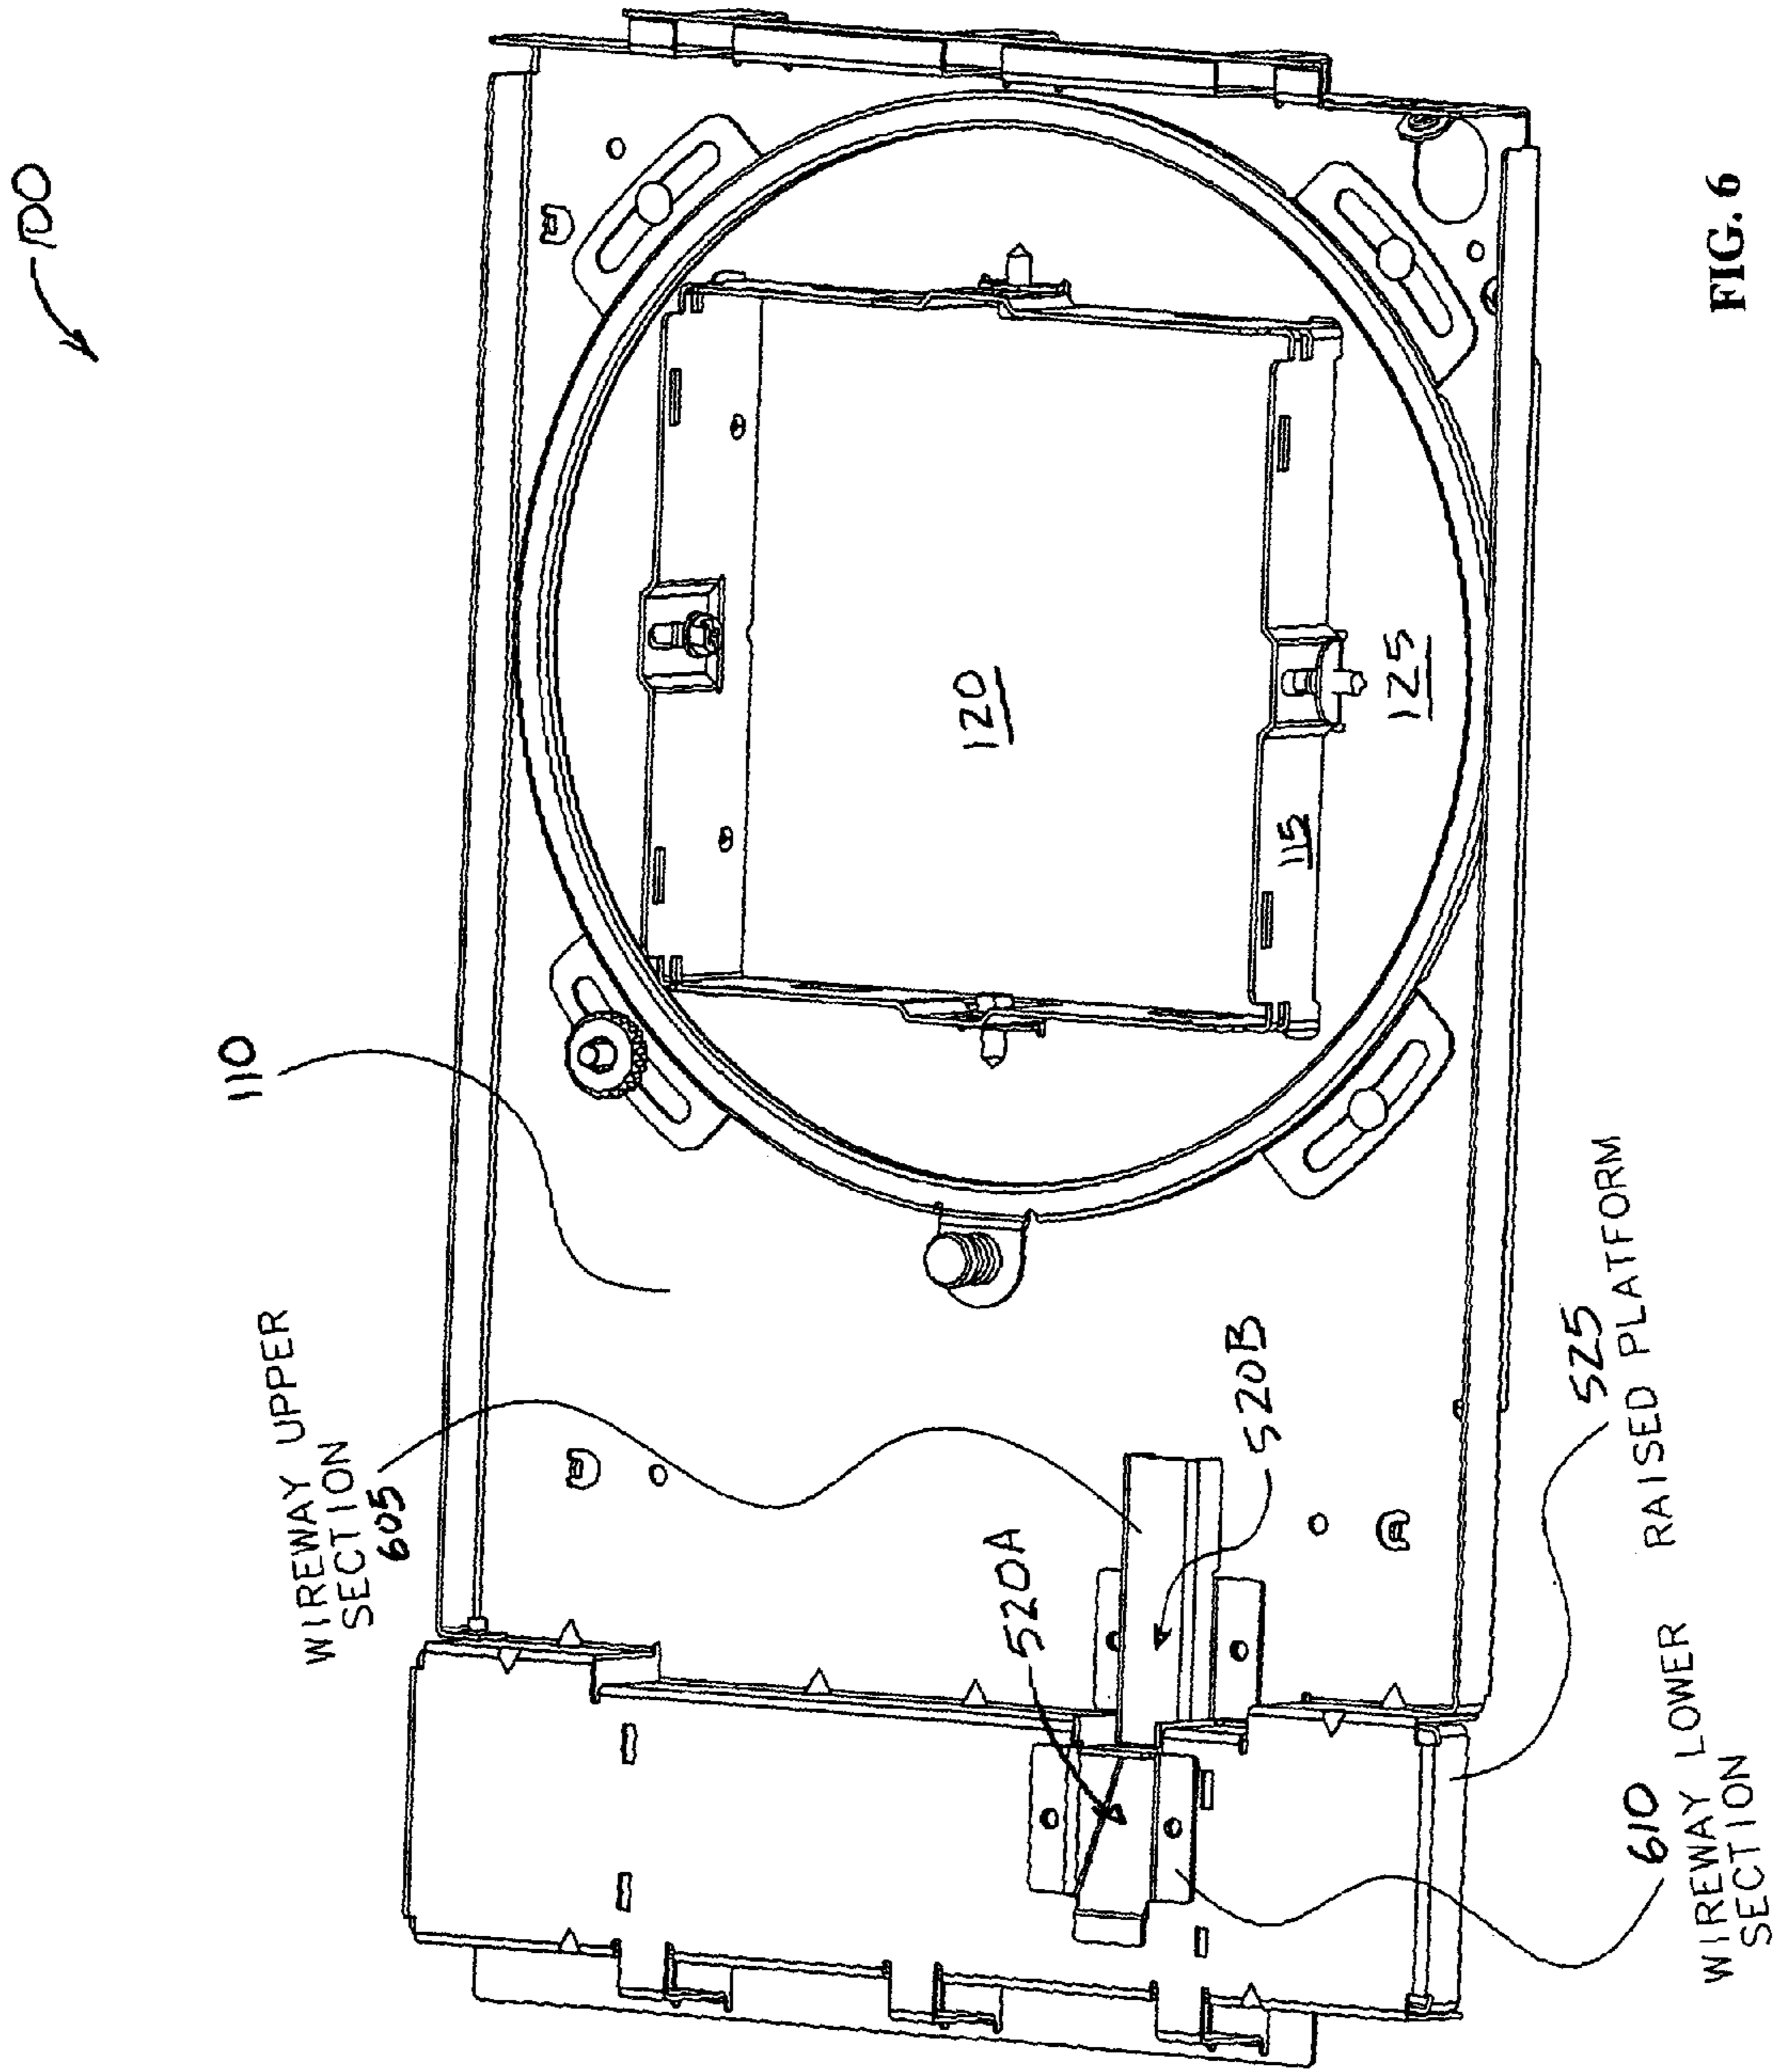 100
110
WIREWAY UPPER
SECTION
605
120
115
125
520A
520B
525
RAISED PLATFORM
610
WIREWAY LOWER
SECTION
FIG. 6